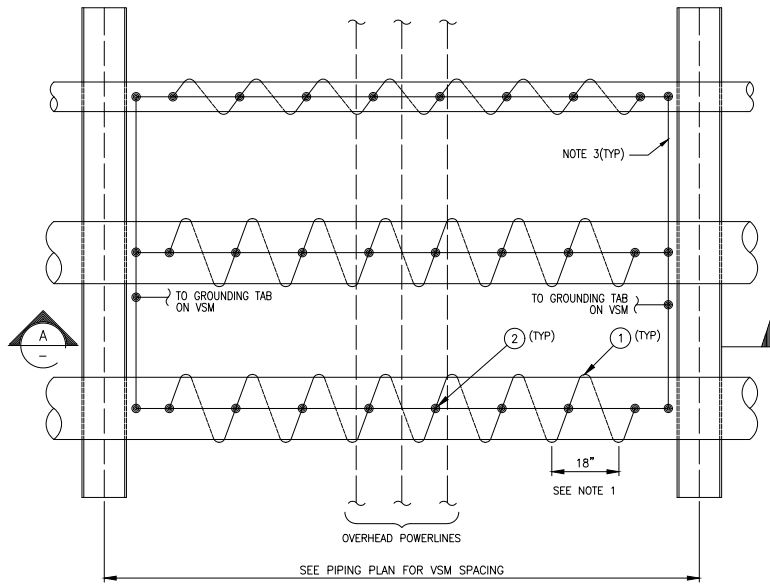 NOTE 3(TYP)
TO GROUNDING TAB
ON VSM
TO GROUNDING TAB
ON VSM
A
–
2 (TYP)
1 (TYP)
18"
SEE NOTE 1
OVERHEAD POWERLINES
SEE PIPING PLAN FOR VSM SPACING